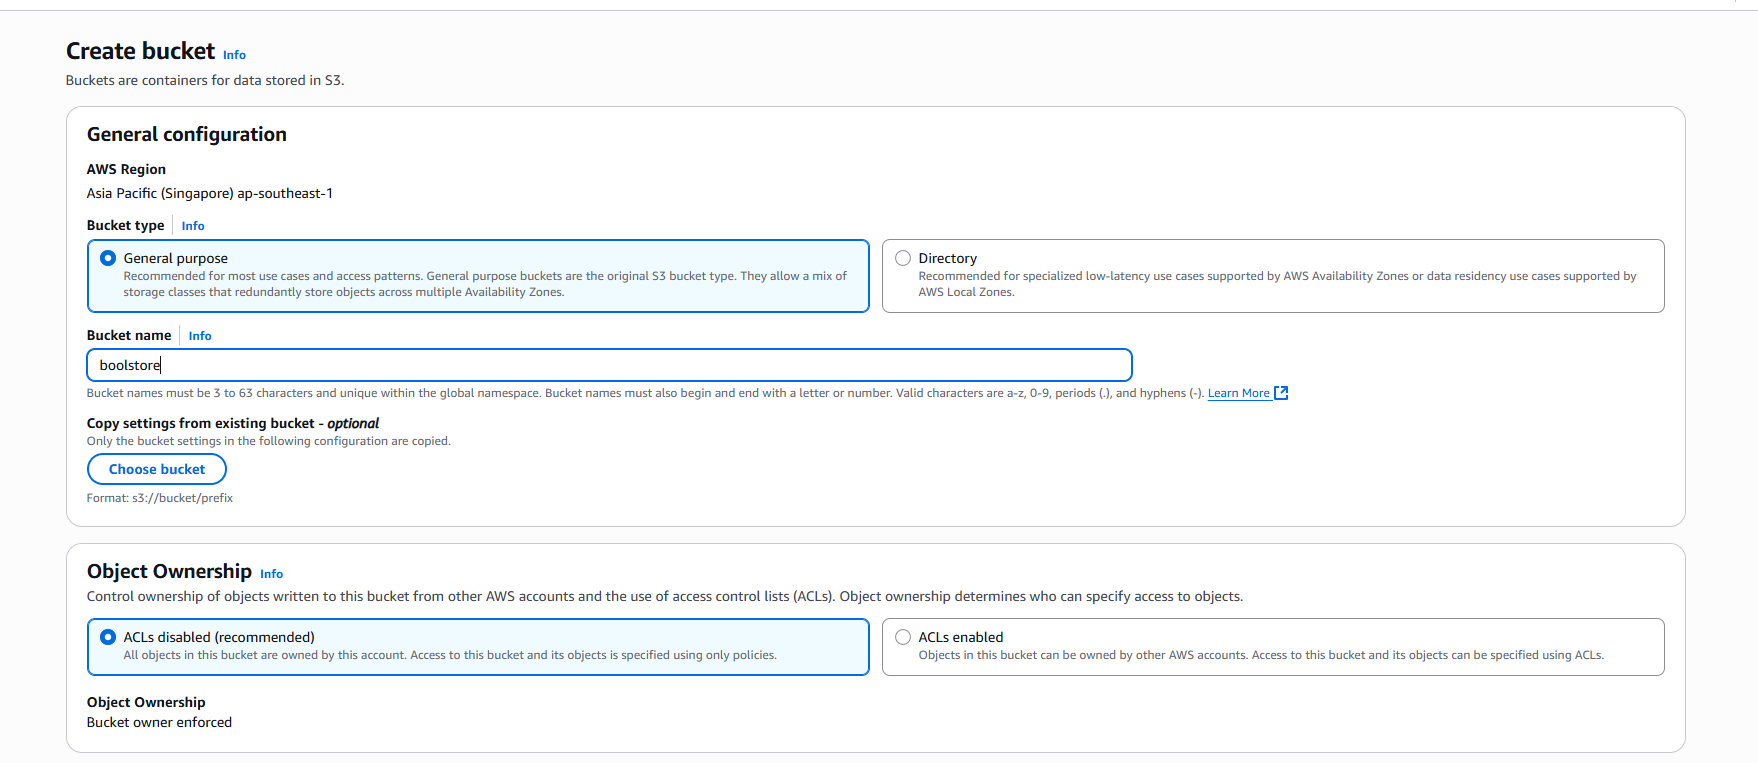 Create bucket Info
Buckets are containers for data stored in S3.
General configuration
AWS Region
Asia Pacific (Singapore) ap-southeast-1
Bucket type Info
General purpose
Recommended for most use cases and access patterns. General purpose buckets are the original S3 bucket type. They allow a mix of
storage classes that redundantly store objects across multiple Availability Zones.
Directory
Recommended for specialized low-latency use cases supported by AWS Availability Zones or data residency use cases supported by
AWS Local Zones.
Bucket name Info
boolstore
Bucket names must be 3 to 63 characters and unique within the global namespace. Bucket names must also begin and end with a letter or number. Valid characters are a-z, 0-9, periods (.), and hyphens (-). Learn More
Copy settings from existing bucket - optional
Only the bucket settings in the following configuration are copied.
Choose bucket
Format: s3://bucket/prefix
Object Ownership Info
Control ownership of objects written to this bucket from other AWS accounts and the use of access control lists (ACLs). Object ownership determines who can specify access to objects.
ACLs disabled (recommended)
All objects in this bucket are owned by this account. Access to this bucket and its objects is specified using only policies.
ACLs enabled
Objects in this bucket can be owned by other AWS accounts. Access to this bucket and its objects can be specified using ACLs.
Object Ownership
Bucket owner enforced